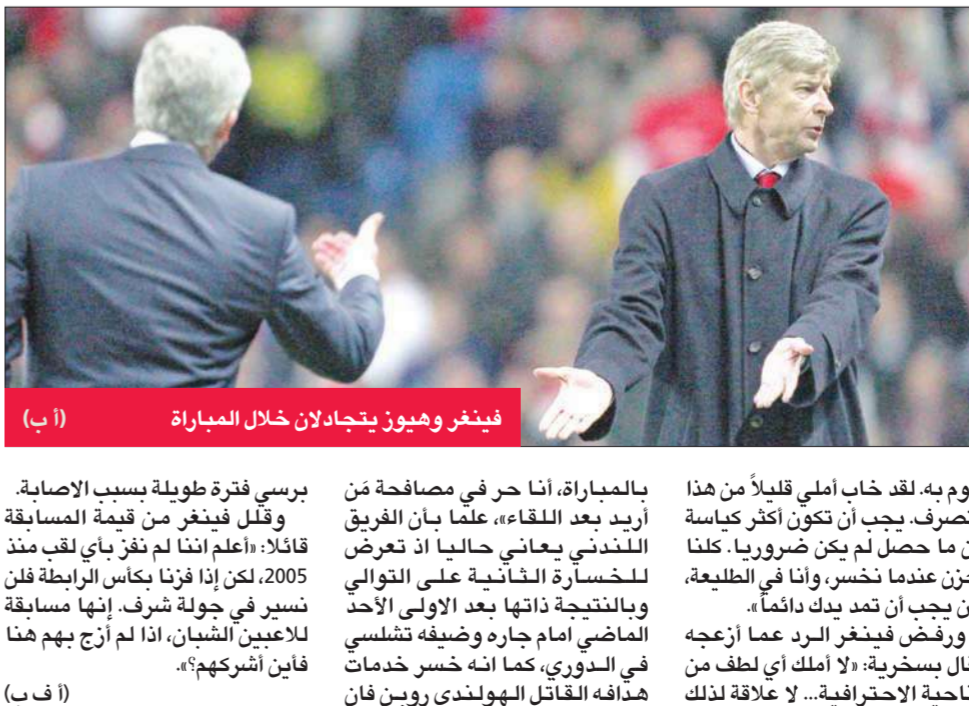 فينغر وهيوز يتجادلان خلال المباراة (أ ب)
به. لقد خاب أملي قليلاً من هذا
يجب أن تكون أكثر كياسة
ما حصل لم يكن ضروريا. كلنا
عندما نخسر، وأنا في الطليعة،
يجب أن تمد يدك دائماً».
ورفض فينغر الرد عما أزعجه
بسخرية: «لا أملك أي لطف من
الاحترافية... لا علاقة لذلك
بالمباراة، أنا حر في مصافحة مَن
أريد بعد اللقاء»، علما بأن الفريق
اللندني يعاني حاليا اذ تعرض
للخسارة الثانية على التوالي
وبالنتيجة ذاتها بعد الاولى الأحد
الماضي امام جاره وضيفه تشلسي
في الدوري، كما انه خسر خدمات
هدافه القاتل الهولندي روبن فان
برسي فترة طويلة بسبب الاصابة.
وقلل فينغر من قيمة المسابقة
قائلا: «أعلم اننا لم نفز بأي لقب منذ
2005، لكن إذا فزنا بكأس الرابطة فلن
نسير في جولة شرف. إنها مسابقة
للاعبين الشبان، اذا لم أزج بهم هنا
فأين أشركهم؟».
(أ ف ب)